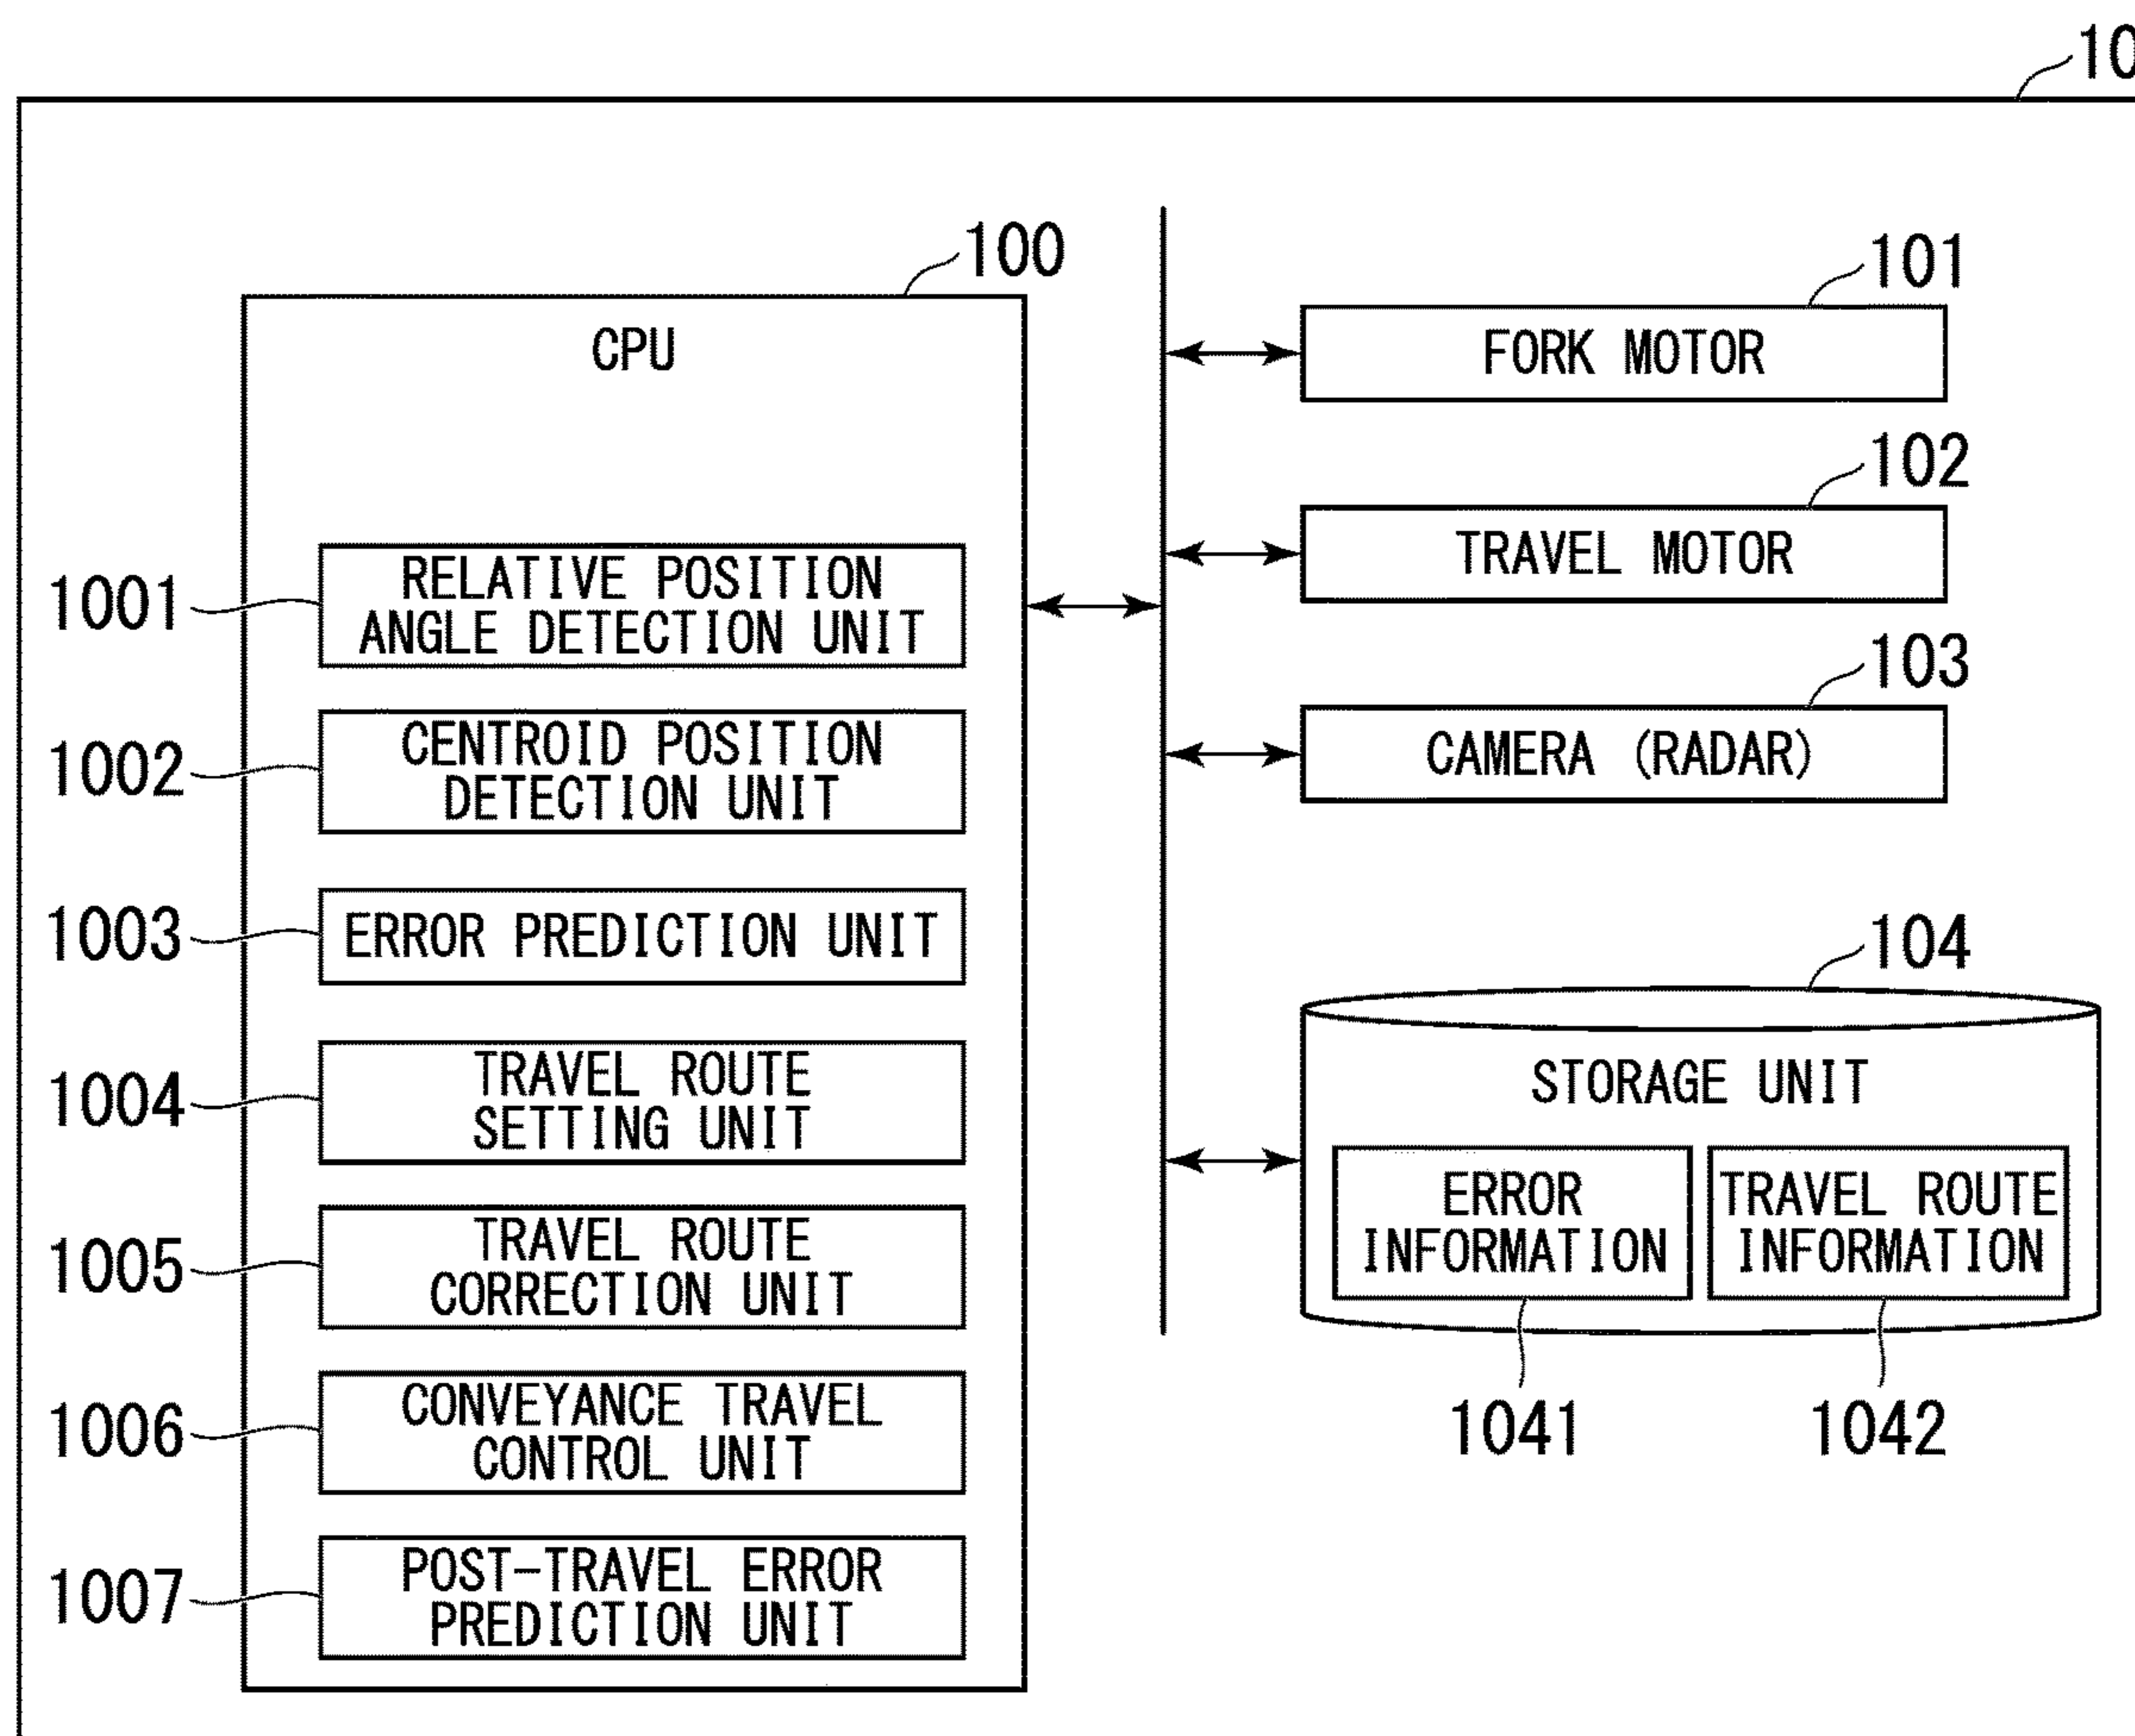 10
100
CPU
1001
RELATIVE POSITION
ANGLE DETECTION UNIT
1002
CENTROID POSITION
DETECTION UNIT
1003
ERROR PREDICTION UNIT
1004
TRAVEL ROUTE
SETTING UNIT
1005
TRAVEL ROUTE
CORRECTION UNIT
1006
CONVEYANCE TRAVEL
CONTROL UNIT
1007
POST-TRAVEL ERROR
PREDICTION UNIT
101
FORK MOTOR
102
TRAVEL MOTOR
103
CAMERA (RADAR)
104
STORAGE UNIT
ERROR
INFORMATION
TRAVEL ROUTE
INFORMATION
1041
1042